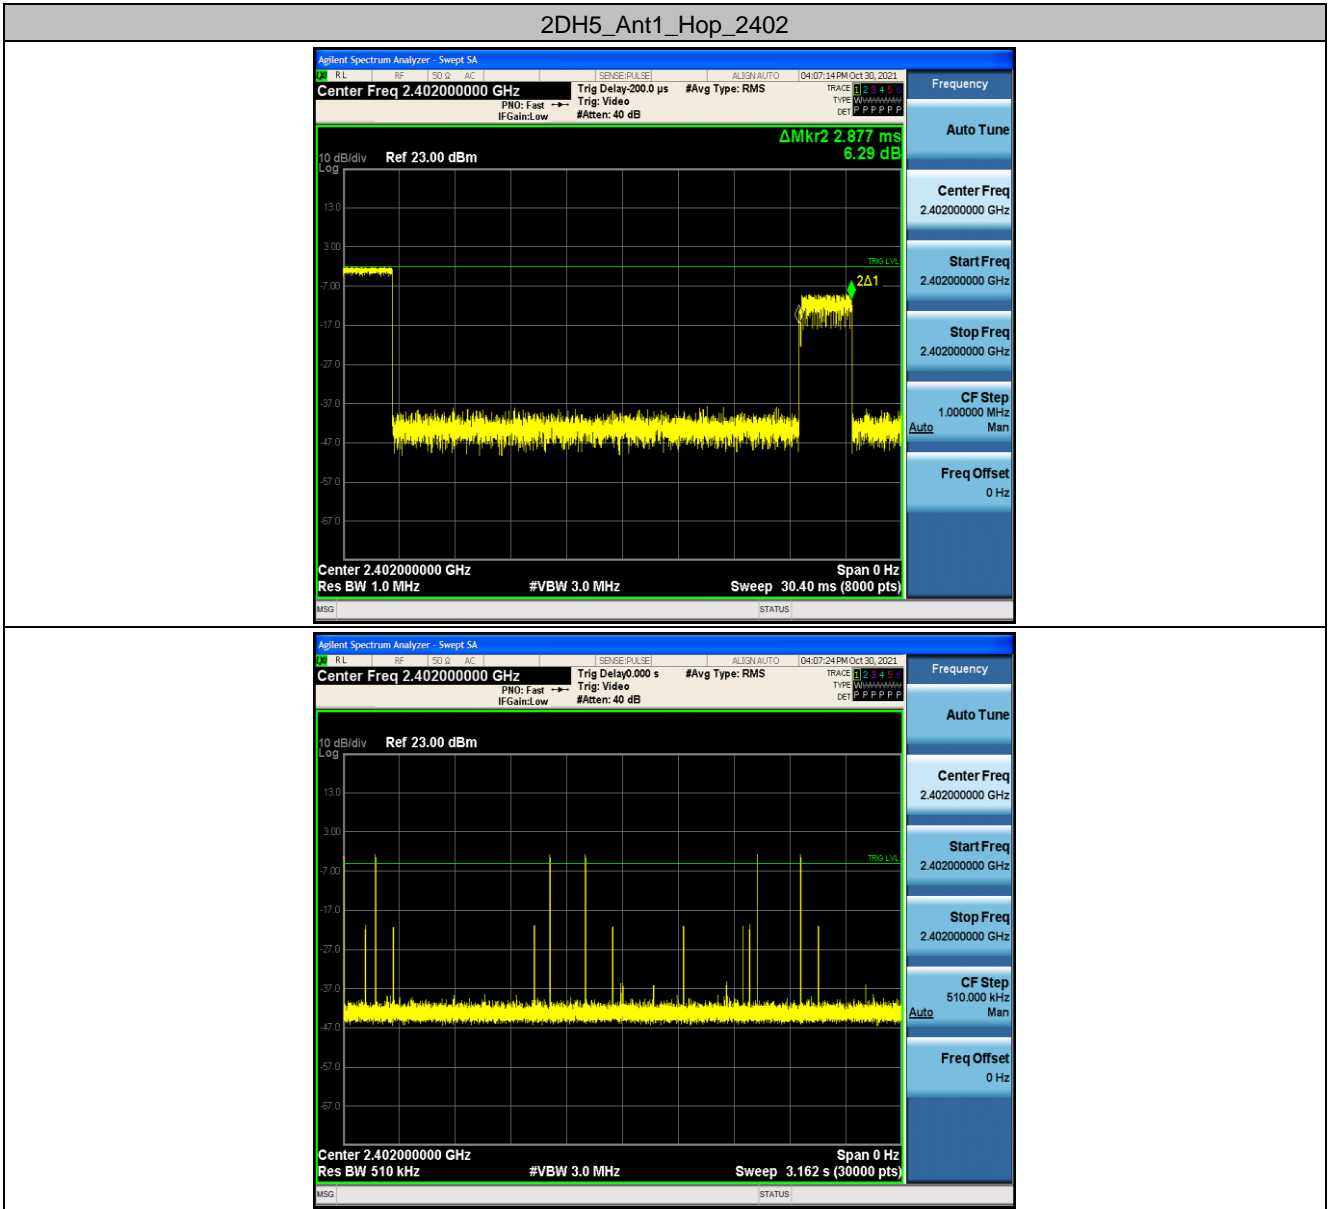 2DH5_Ant1_Hop_2402
Agilent Spectrum Analyzer - Swept SA
RL RF 50 Ω AC SENSE:PULSE ALIGN AUTO 04:07:14 PM Oct 30, 2021
Center Freq 2.402000000 GHz Trig Delay-200.0 µs #Avg Type: RMS TRACE 1 2 3 4 5 6
PNO: Fast Trig: Video TYPE
IFGain:Low #Atten: 40 dB DET P P P P P P
ΔMkr2 2.877 ms
6.29 dB
10 dB/div Ref 23.00 dBm
Log
13.0
3.00
TRIG LVL
2Δ1
-7.00
-17.0
-27.0
-37.0
-47.0
-57.0
-67.0
Center 2.402000000 GHz Span 0 Hz
Res BW 1.0 MHz #VBW 3.0 MHz Sweep 30.40 ms (8000 pts)
MSG STATUS
Frequency
Auto Tune
Center Freq
2.402000000 GHz
Start Freq
2.402000000 GHz
Stop Freq
2.402000000 GHz
CF Step
1.000000 MHz
Auto Man
Freq Offset
0 Hz
Agilent Spectrum Analyzer - Swept SA
RL RF 50 Ω AC SENSE:PULSE ALIGN AUTO 04:07:24 PM Oct 30, 2021
Center Freq 2.402000000 GHz Trig Delay0.000 s #Avg Type: RMS TRACE 1 2 3 4 5 6
PNO: Fast Trig: Video TYPE
IFGain:Low #Atten: 40 dB DET P P P P P P
10 dB/div Ref 23.00 dBm
Log
13.0
3.00
TRIG LVL
-7.00
-17.0
-27.0
-37.0
-47.0
-57.0
-67.0
Center 2.402000000 GHz Span 0 Hz
Res BW 510 kHz #VBW 3.0 MHz Sweep 3.162 s (30000 pts)
MSG STATUS
Frequency
Auto Tune
Center Freq
2.402000000 GHz
Start Freq
2.402000000 GHz
Stop Freq
2.402000000 GHz
CF Step
510.000 kHz
Auto Man
Freq Offset
0 Hz